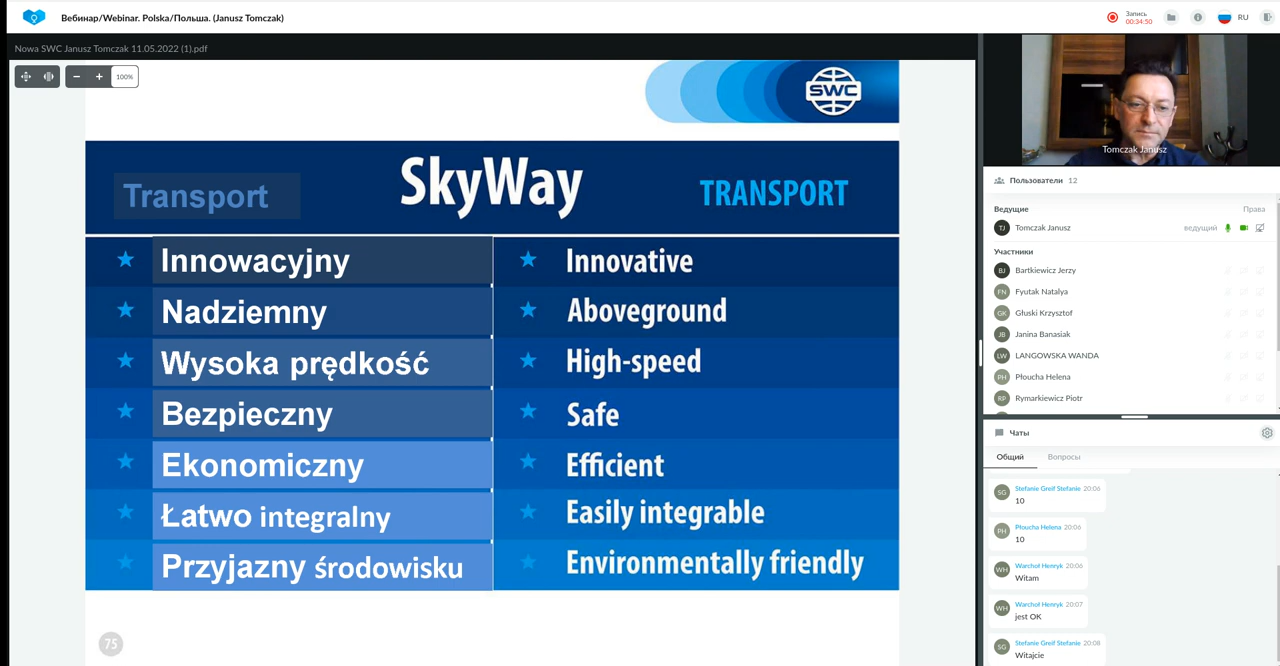 Вебинар/Webinar. Polska/Польша. (Janusz Tomczak)
Запись
00:34:50
RU
Nowa SWC Janusz Tomczak 11.05.2022 (1).pdf
100%
SWC
Transport
SkyWay
TRANSPORT
Innowacyjny
Innovative
Nadziemny
Aboveground
Wysoka prędkość
High-speed
Bezpieczny
Safe
Ekonomiczny
Efficient
Łatwo integralny
Easily integrable
Przyjazny środowisku
Environmentally friendly
75
Tomczak Janusz
Пользователи 12
Ведущие
Права
TJ Tomczak Janusz ведущий
Участники
BJ Bartkiewicz Jerzy
FN Fyutak Natalya
GK Głuski Krzysztof
JB Janina Banasiak
LW LANGOWSKA WANDA
PH Płoucha Helena
RP Rymarkiewicz Piotr
Чаты
Общий
Вопросы
SG Stefanie Greif Stefanie 20:06
10
PH Płoucha Helena 20:06
10
WH Warchoł Henryk 20:06
Witam
WH Warchoł Henryk 20:07
jest OK
SG Stefanie Greif Stefanie 20:08
Witajcie